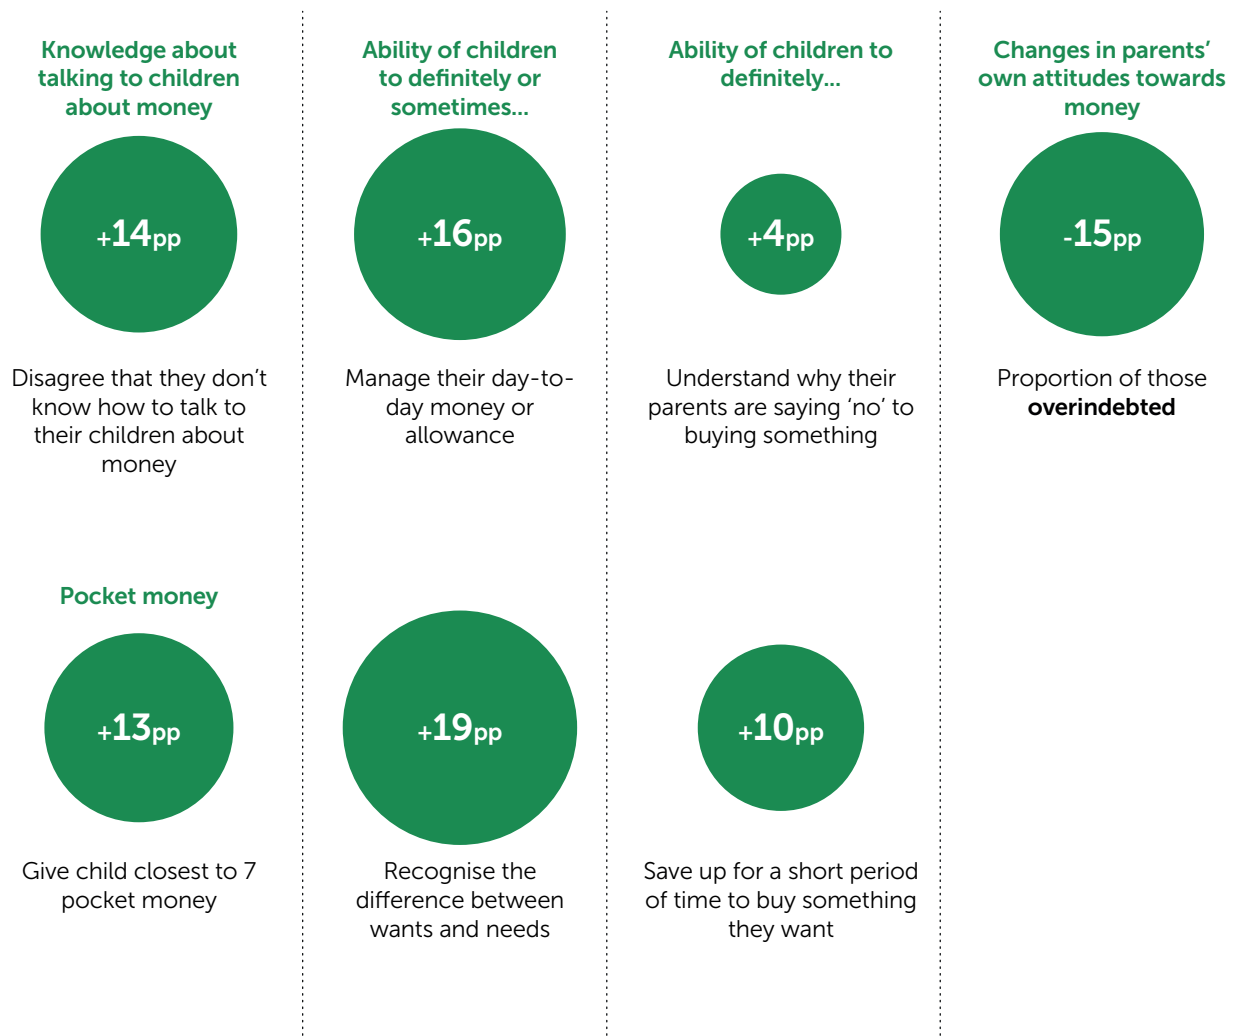 Knowledge about
talking to children
about money
+14pp
Disagree that they don't
know how to talk to
their children about
money
Pocket money
+13pp
Give child closest to 7
pocket money
Ability of children
to definitely or
sometimes...
+16pp
Manage their day-to-
day money or
allowance
+19pp
Recognise the
difference between
wants and needs
Ability of children to
definitely...
+4pp
Understand why their
parents are saying ‘no’ to
buying something
+10pp
Save up for a short period
of time to buy something
they want
Changes in parents’
own attitudes towards
money
-15pp
Proportion of those
overindebted